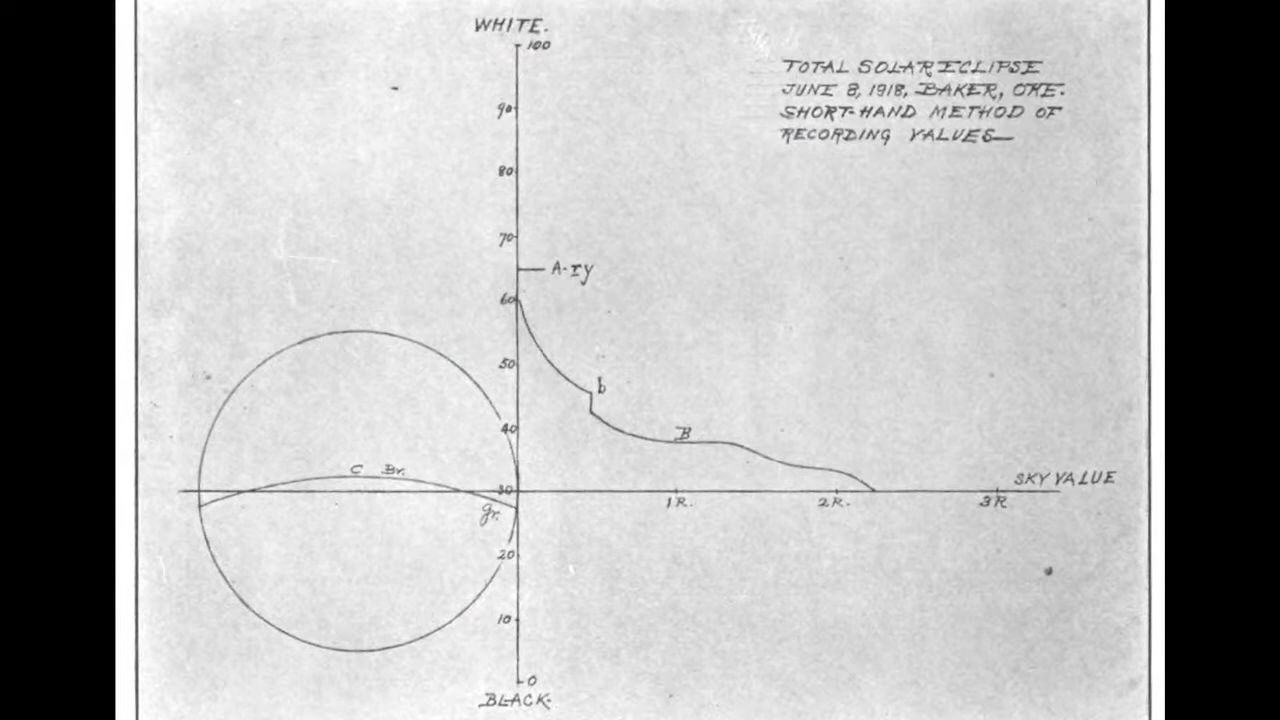 WHITE.
100
TOTAL SOLAR ECLIPSE
JUNE 8, 1918, BAKER, ORE.
SHORT-HAND METHOD OF
RECORDING VALUES
90
80
70
A-ry
60
50
b
40
B
C Br.
SKY VALUE
30
1R. 2R. 3R
gr.
20
10
0
BLACK.